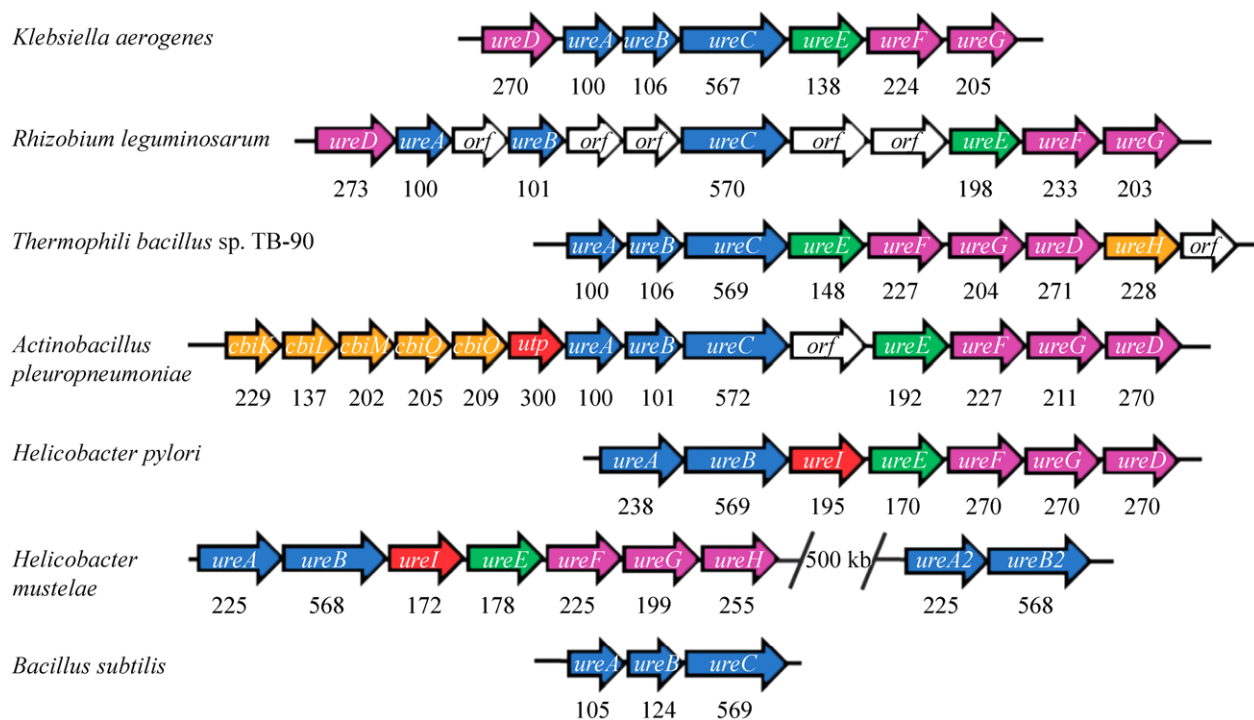 Klebsiella aerogenes
ureD ureA ureB ureC ureE ureF ureG
270 100 106 567 138 224 205
Rhizobium leguminosarum
ureD ureA orf ureB orf orf ureC orf orf ureE ureF ureG
273 100 101 570 198 233 203
Thermophili bacillus sp. TB-90
ureA ureB ureC ureE ureF ureG ureD ureH orf
100 106 569 148 227 204 271 228
Actinobacillus
pleuropneumoniae
cbiK cbiL cbiM cbiQ cbiO utp ureA ureB ureC orf ureE ureF ureG ureD
229 137 202 205 209 300 100 101 572 192 227 211 270
Helicobacter pylori
ureA ureB ureI ureE ureF ureG ureD
238 569 195 170 270 270 270
Helicobacter
mustelae
ureA ureB ureI ureE ureF ureG ureH 500 kb ureA2 ureB2
225 568 172 178 225 199 255 225 568
Bacillus subtilis
ureA ureB ureC
105 124 569